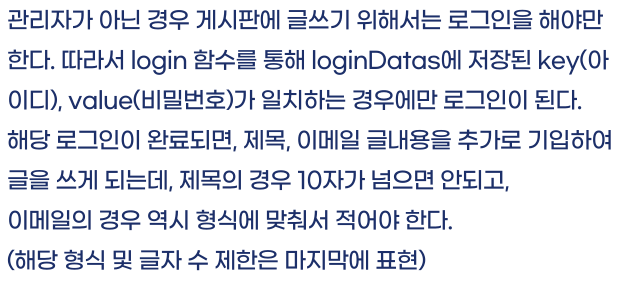 관리자가 아닌 경우 게시판에 글쓰기 위해서는 로그인을 해야만
한다. 따라서 login 함수를 통해 loginDatas에 저장된 key(아
이디), value(비밀번호)가 일치하는 경우에만 로그인이 된다.
해당 로그인이 완료되면, 제목, 이메일 글내용을 추가로 기입하여
글을 쓰게 되는데, 제목의 경우 10자가 넘으면 안되고,
이메일의 경우 역시 형식에 맞춰서 적어야 한다.
(해당 형식 및 글자 수 제한은 마지막에 표현)